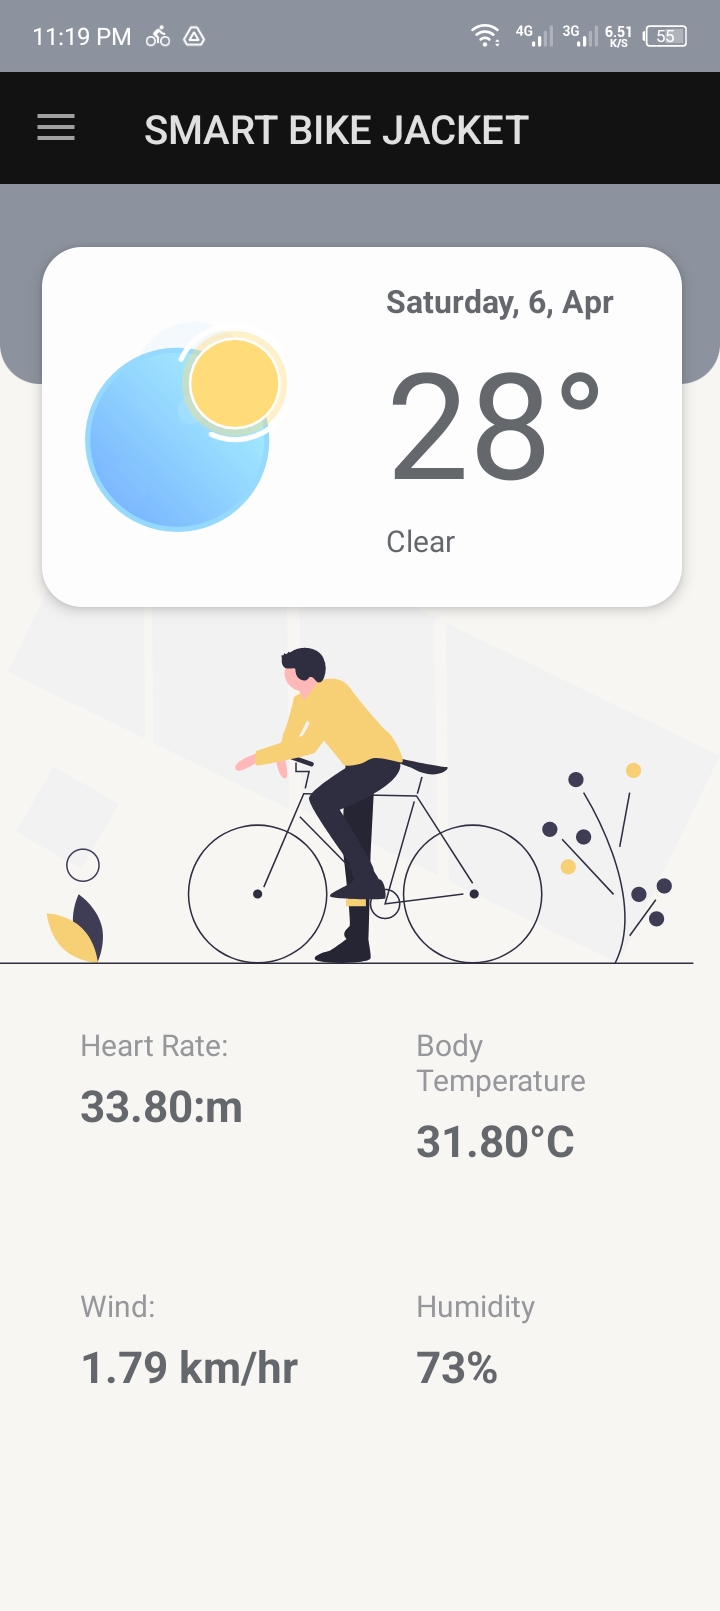 11:19 PM
4G 3G 6.51 K/S 55
SMART BIKE JACKET
Saturday, 6, Apr
28°
Clear
Heart Rate:
33.80:m
Body
Temperature
31.80°C
Wind:
1.79 km/hr
Humidity
73%